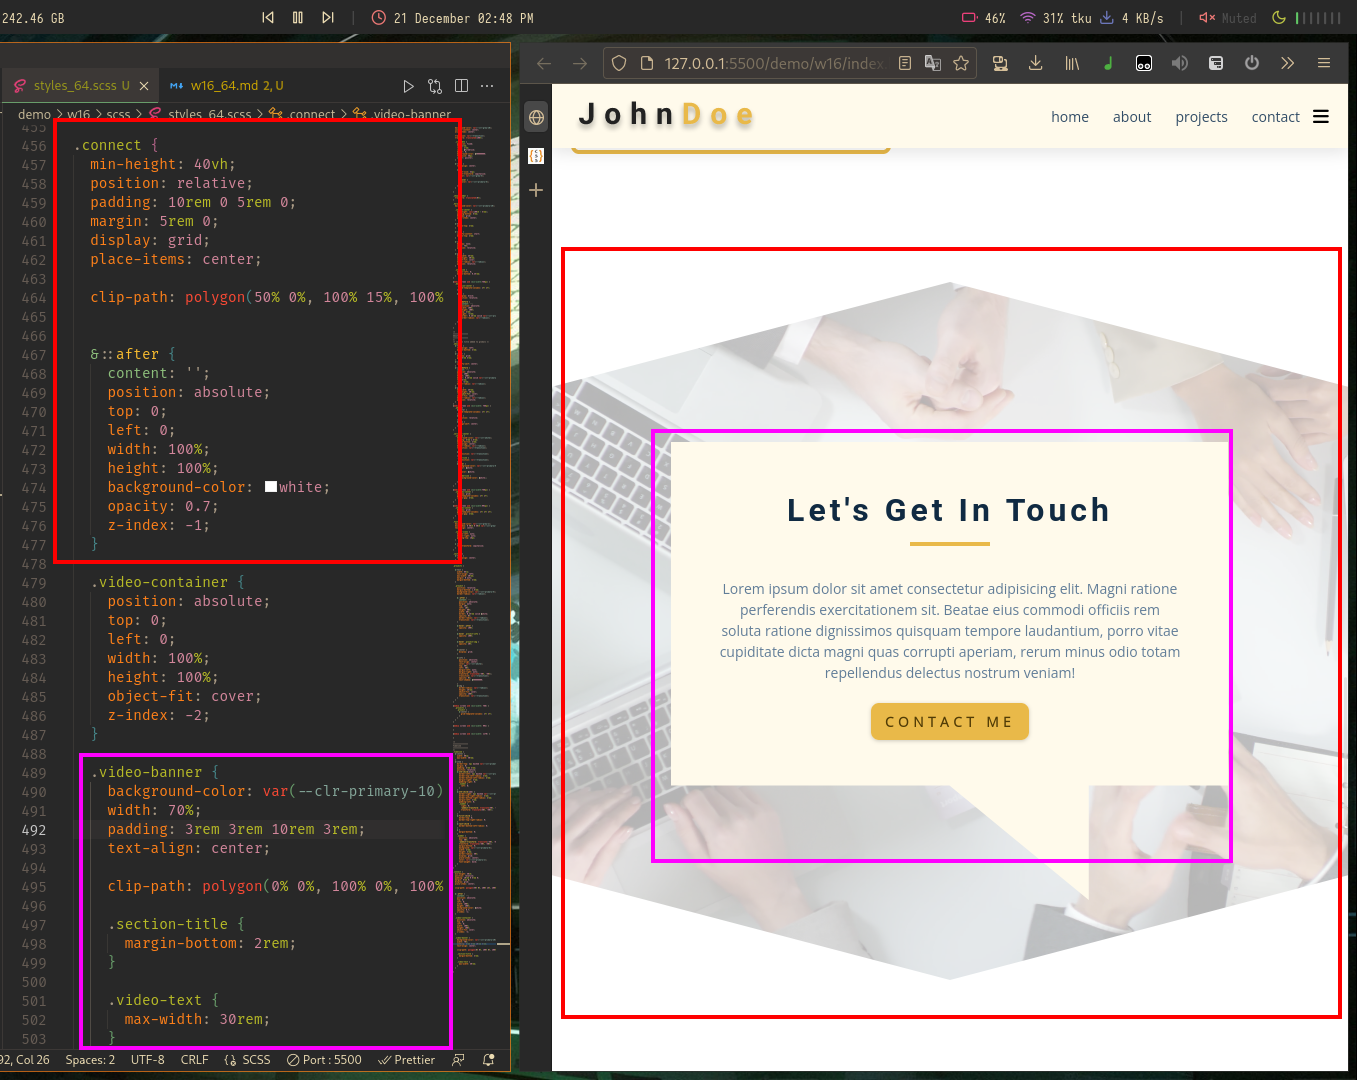 242.46 GB
21 December 02:48 PM
46%
31% tku
4 KB/s
Muted
styles_64.scss U
w16_64.md 2, U
demo > w16 > scss > styles_64.scss > .connect > .video-banner
455
456 .connect {
457 min-height: 40vh;
458 position: relative;
459 padding: 10rem 0 5rem 0;
460 margin: 5rem 0;
461 display: grid;
462 place-items: center;
463
464 clip-path: polygon(50% 0%, 100% 15%, 100%
465
466
467 &::after {
468 content: '';
469 position: absolute;
470 top: 0;
471 left: 0;
472 width: 100%;
473 height: 100%;
474 background-color: white;
475 opacity: 0.7;
476 z-index: -1;
477 }
478
479 .video-container {
480 position: absolute;
481 top: 0;
482 left: 0;
483 width: 100%;
484 height: 100%;
485 object-fit: cover;
486 z-index: -2;
487 }
488
489 .video-banner {
490 background-color: var(--clr-primary-10)
491 width: 70%;
492 padding: 3rem 3rem 10rem 3rem;
493 text-align: center;
494
495 clip-path: polygon(0% 0%, 100% 0%, 100%
496
497 .section-title {
498 margin-bottom: 2rem;
499 }
500
501 .video-text {
502 max-width: 30rem;
503 }
92, Col 26 Spaces: 2 UTF-8 CRLF {} SCSS Port : 5500 Prettier
127.0.0.1:5500/demo/w16/index
JohnDoe
home about projects contact
Let's Get In Touch
Lorem ipsum dolor sit amet consectetur adipisicing elit. Magni ratione
perferendis exercitationem sit. Beatae eius commodi officiis rem
soluta ratione dignissimos quisquam tempore laudantium, porro vitae
cupiditate dicta magni quas corrupti aperiam, rerum minus odio totam
repellendus delectus nostrum veniam!
CONTACT ME